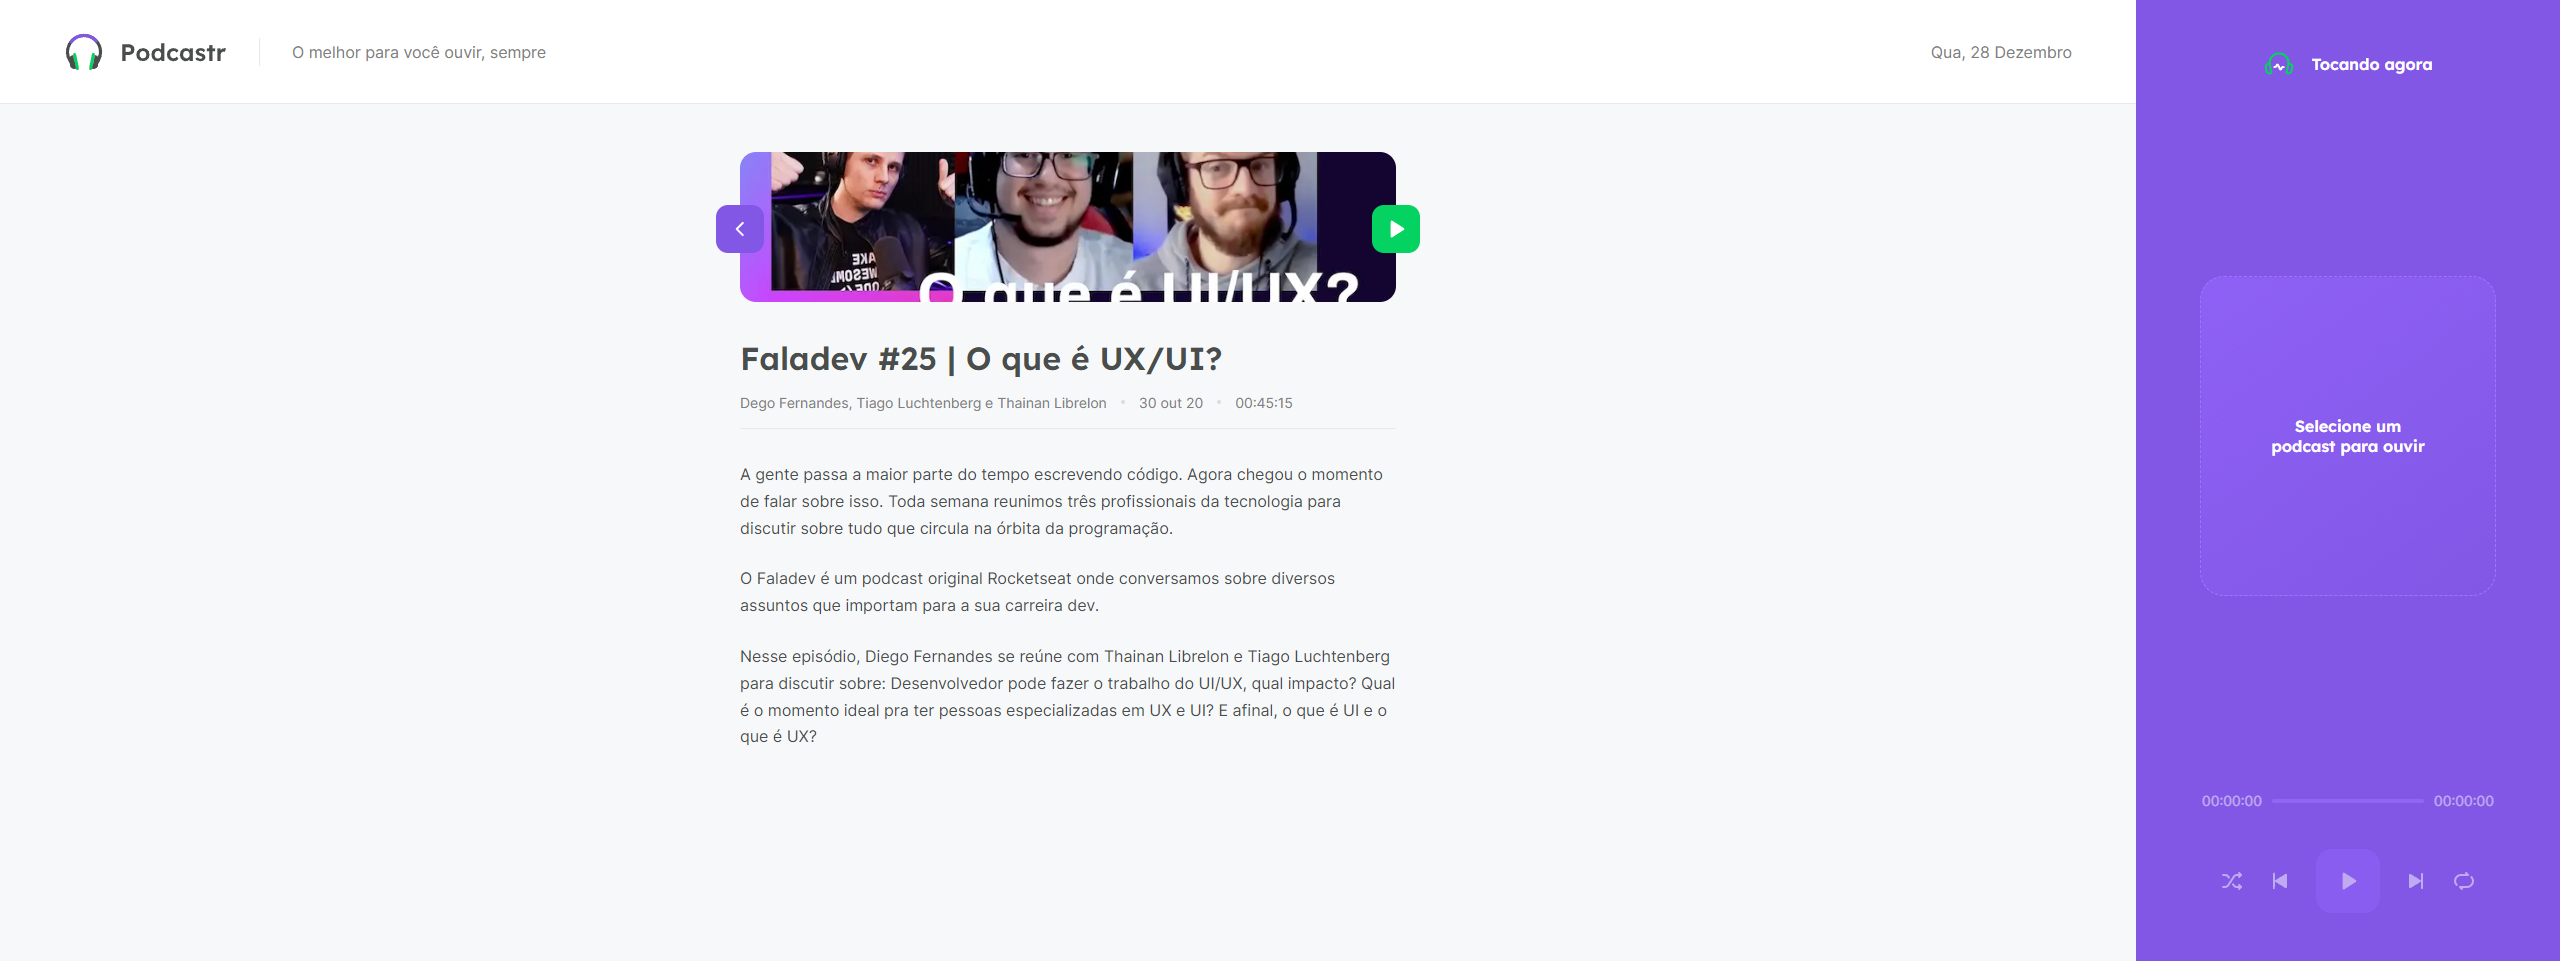 Podcastr
O melhor para você ouvir, sempre
Qua, 28 Dezembro
Tocando agora
O que é UI/UX?
Faladev #25 | O que é UX/UI?
Dego Fernandes, Tiago Luchtenberg e Thainan Librelon • 30 out 20 • 00:45:15
A gente passa a maior parte do tempo escrevendo código. Agora chegou o momento
de falar sobre isso. Toda semana reunimos três profissionais da tecnologia para
discutir sobre tudo que circula na órbita da programação.
O Faladev é um podcast original Rocketseat onde conversamos sobre diversos
assuntos que importam para a sua carreira dev.
Nesse episódio, Diego Fernandes se reúne com Thainan Librelon e Tiago Luchtenberg
para discutir sobre: Desenvolvedor pode fazer o trabalho do UI/UX, qual impacto? Qual
é o momento ideal pra ter pessoas especializadas em UX e UI? E afinal, o que é UI e o
que é UX?
Selecione um
podcast para ouvir
00:00:00
00:00:00